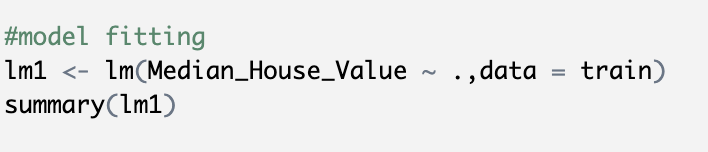 #model fitting
lm1 <- lm(Median_House_Value ~ .,data = train)
summary(lm1)